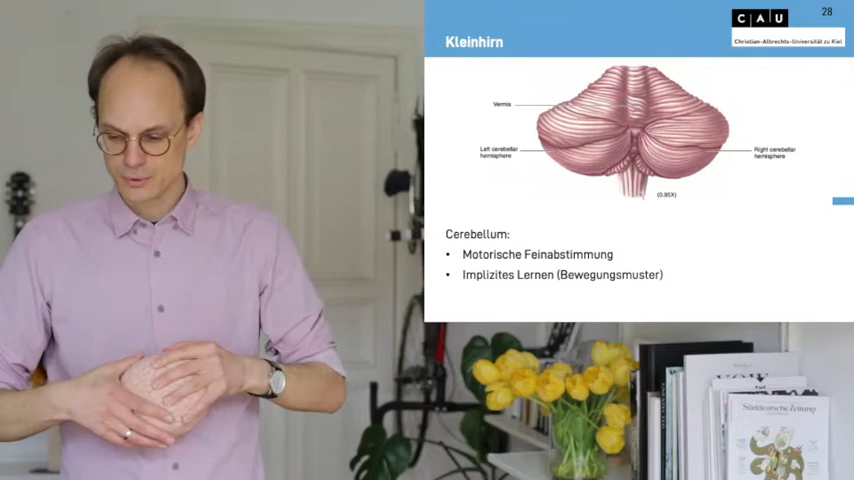 28
CAU
Christian-Albrechts-Universität zu Kiel
Kleinhirn
Vermis
Left cerebellar
hemisphere
Right cerebellar
hemisphere
(0.95X)
Cerebellum:
• Motorische Feinabstimmung
• Implizites Lernen (Bewegungsmuster)
Süddeutsche Zeitung